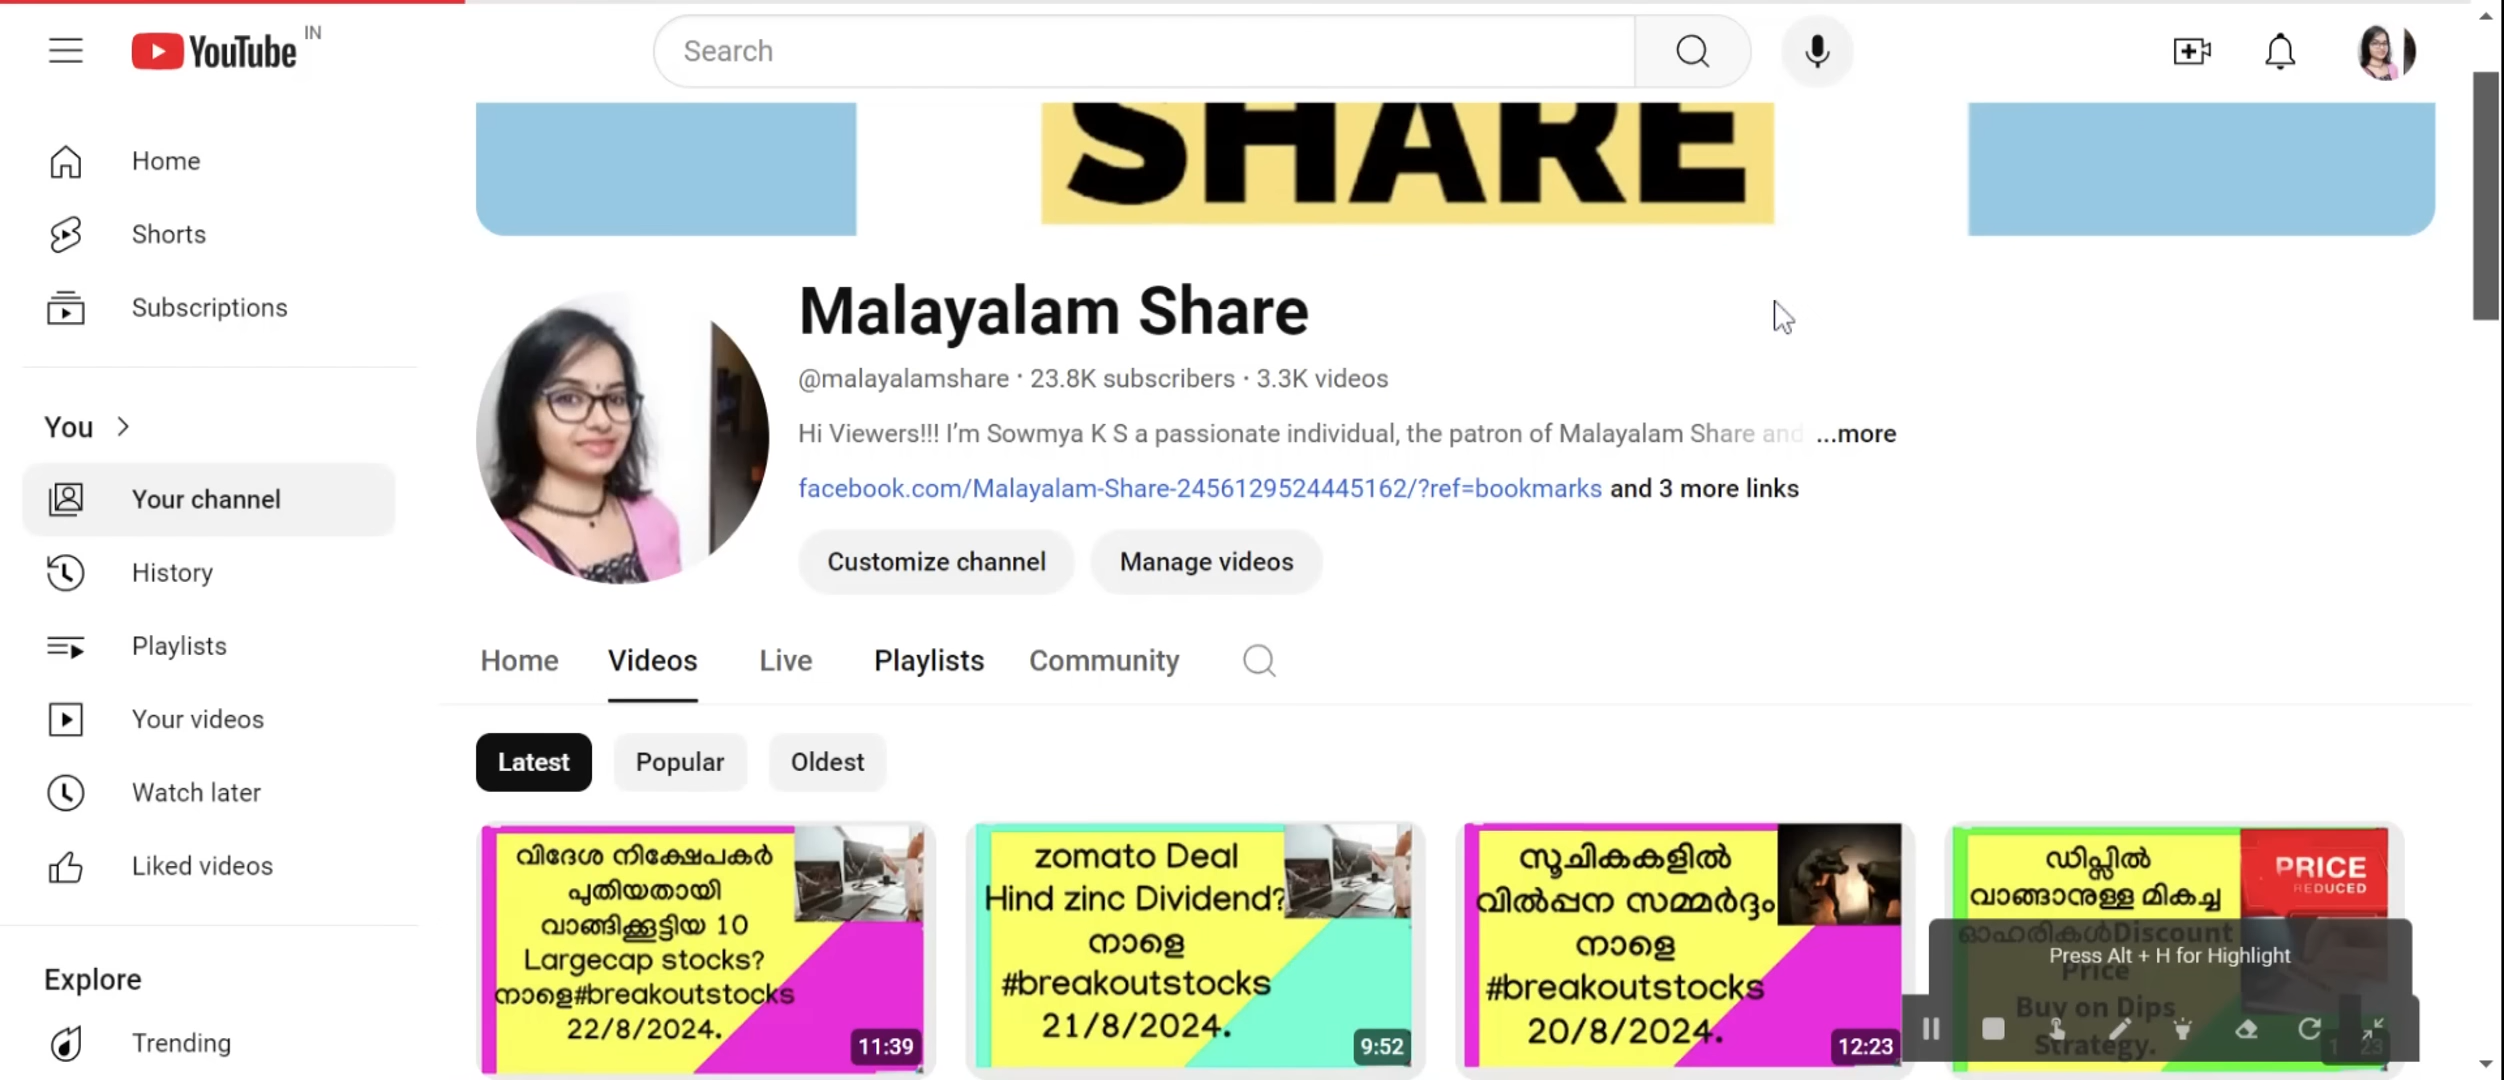 YouTube IN
Search
SHARE
Home
Shorts
Subscriptions
You
Your channel
History
Playlists
Your videos
Watch later
Liked videos
Explore
Trending
Malayalam Share
@malayalamshare · 23.8K subscribers · 3.3K videos
Hi Viewers!!! I'm Sowmya K S a passionate individual, the patron of Malayalam Share and ...more
facebook.com/Malayalam-Share-2456129524445162/?ref=bookmarks and 3 more links
Customize channel
Manage videos
Home Videos Live Playlists Community
Latest Popular Oldest
വിദേശ നിക്ഷേപകർ
പുതിയതായി
വാങ്ങിക്കൂട്ടിയ 10
Largecap stocks?
നാളെ#breakoutstocks
22/8/2024.
11:39
zomato Deal
Hind zinc Dividend?
നാളെ
#breakoutstocks
21/8/2024.
9:52
സൂചികകളിൽ
വിൽപ്പന സമ്മർദ്ദം
നാളെ
#breakoutstocks
20/8/2024.
12:23
ഡിപ്സിൽ
വാങ്ങാനുള്ള മികച്ച
ഓഹരികൾDiscount
Price
Buy on Dips
Strategy.
PRICE
REDUCED
Press Alt + H for Highlight